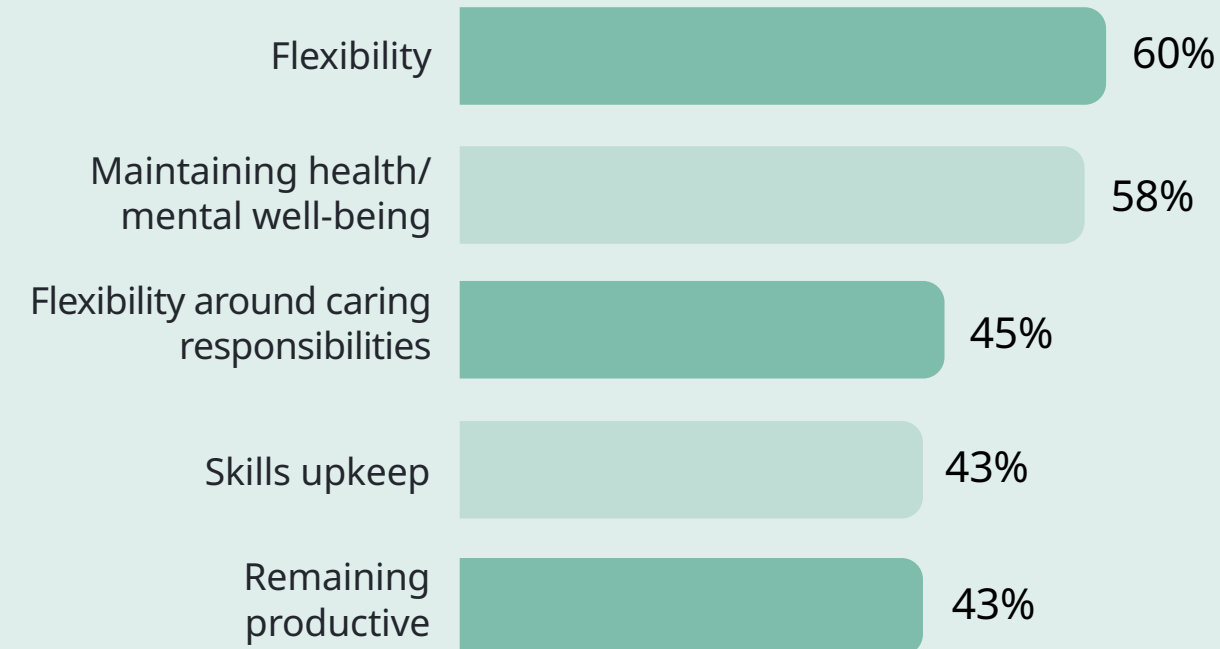 Flexibility
60%
Maintaining health/
mental well-being
58%
Flexibility around caring
responsibilities
45%
Skills upkeep
43%
Remaining
productive
43%